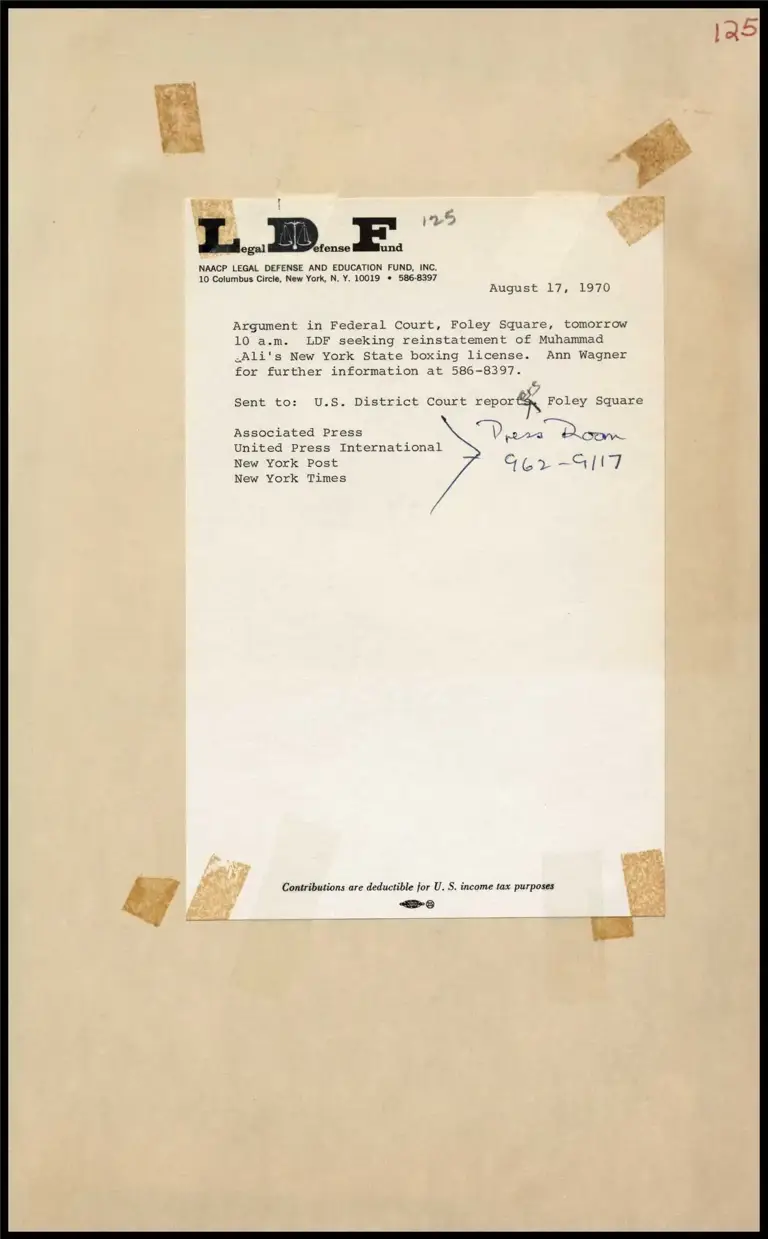 125
Legal Defense Fund 125
NAACP LEGAL DEFENSE AND EDUCATION FUND, INC.
10 Columbus Circle, New York, N. Y. 10019 • 586-8397
August 17, 1970
Argument in Federal Court, Foley Square, tomorrow
10 a.m. LDF seeking reinstatement of Muhammad
Ali's New York State boxing license. Ann Wagner
for further information at 586-8397.
Sent to: U.S. District Court reporters Foley Square
Associated Press
United Press International
New York Post
New York Times
Press Room
962-9117
Contributions are deductible for U. S. income tax purposes